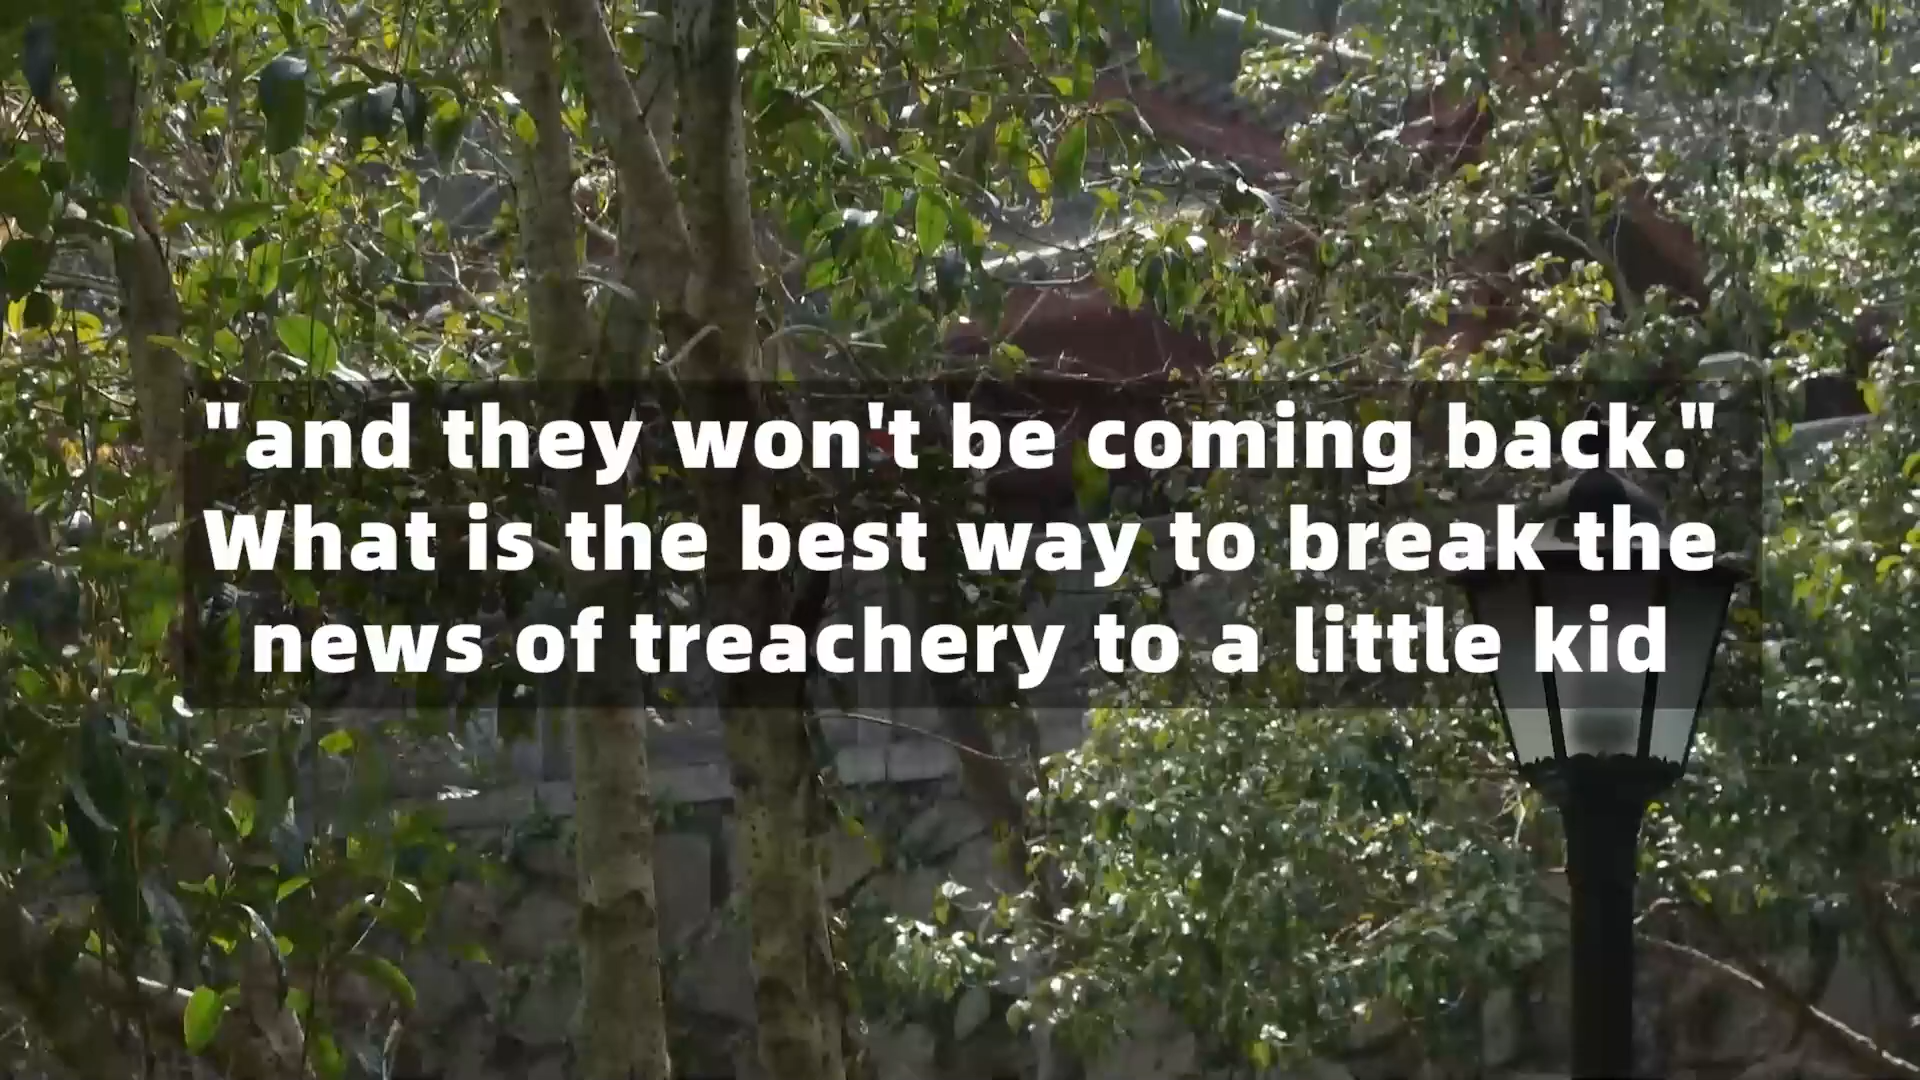 "and they won't be coming back."
What is the best way to break the
news of treachery to a little kid